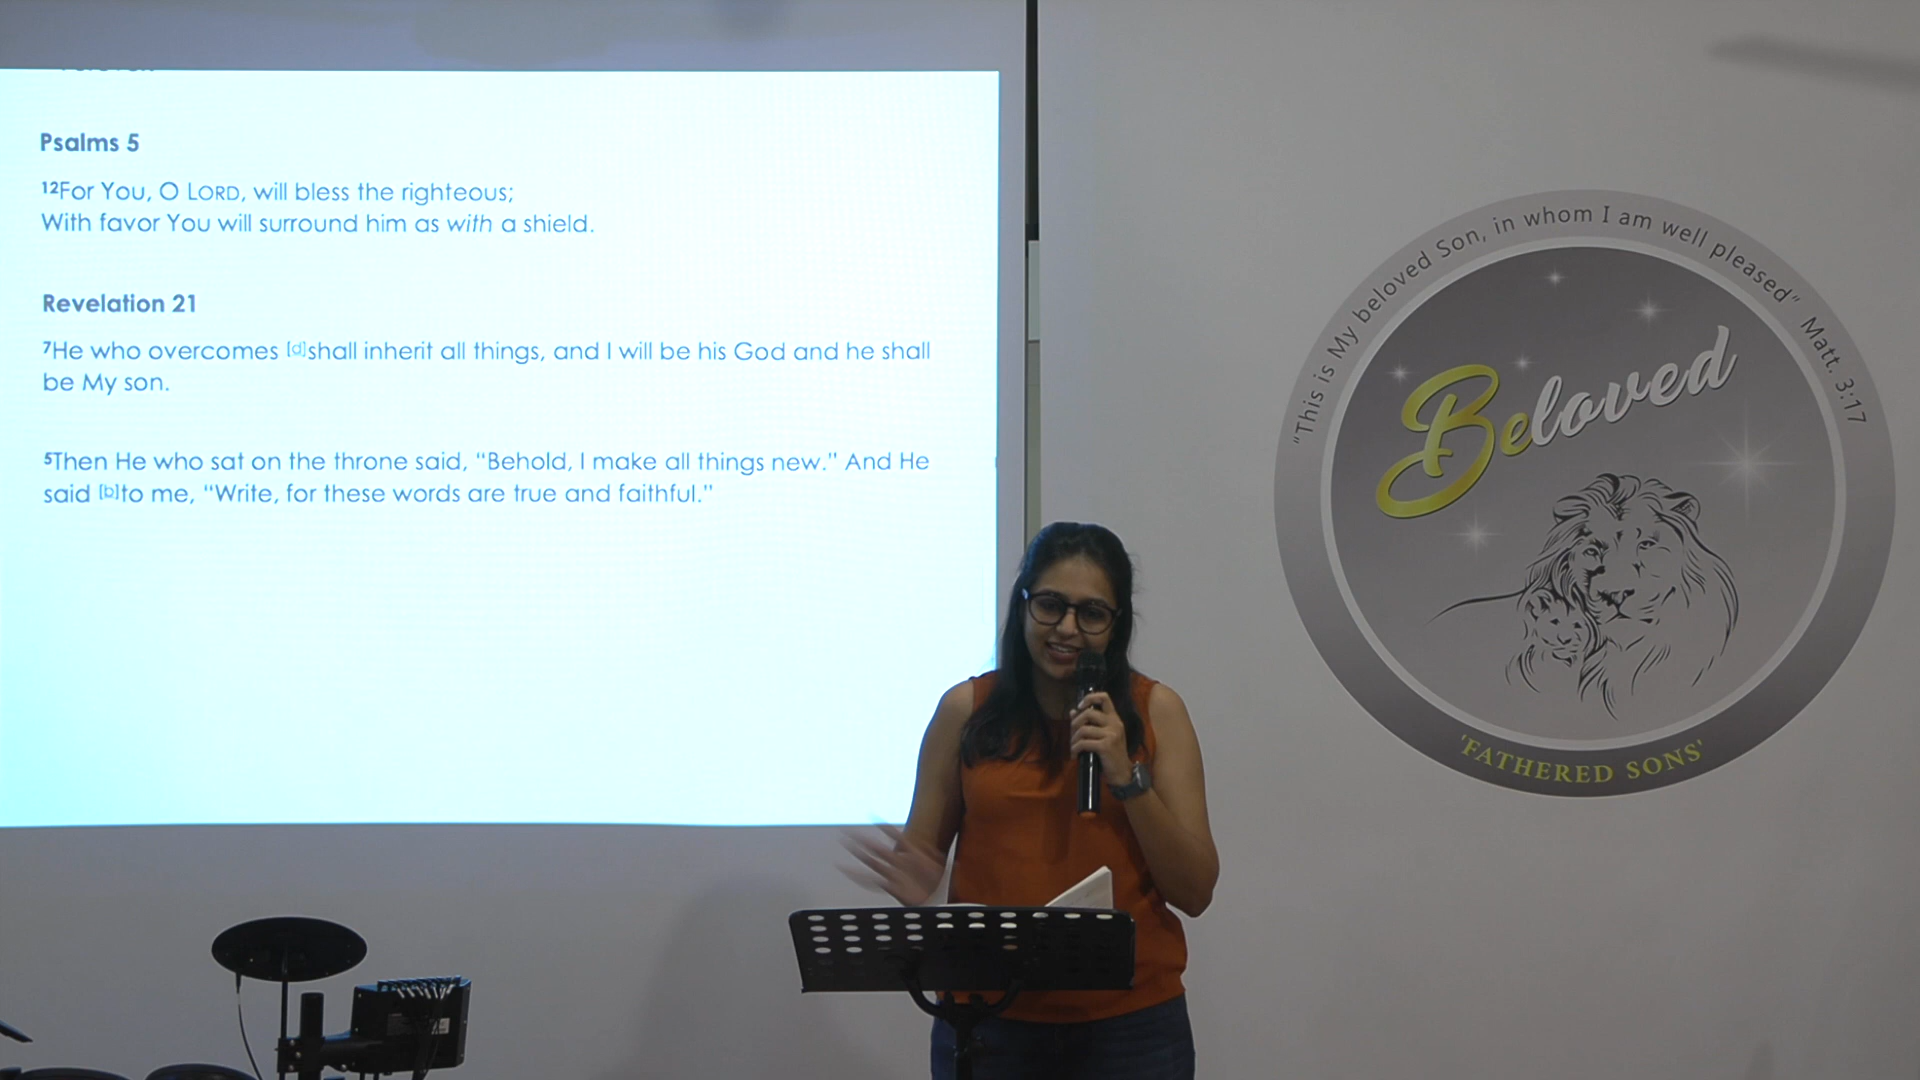 Psalms 5
12For You, O LORD, will bless the righteous;
With favor You will surround him as with a shield.
Revelation 21
7He who overcomes [d]shall inherit all things, and I will be his God and he shall
be My son.
5Then He who sat on the throne said, “Behold, I make all things new.” And He
said [b]to me, “Write, for these words are true and faithful.”
"This is My beloved Son, in whom I am well pleased" Matt. 3:17
Beloved
'FATHERED SONS'